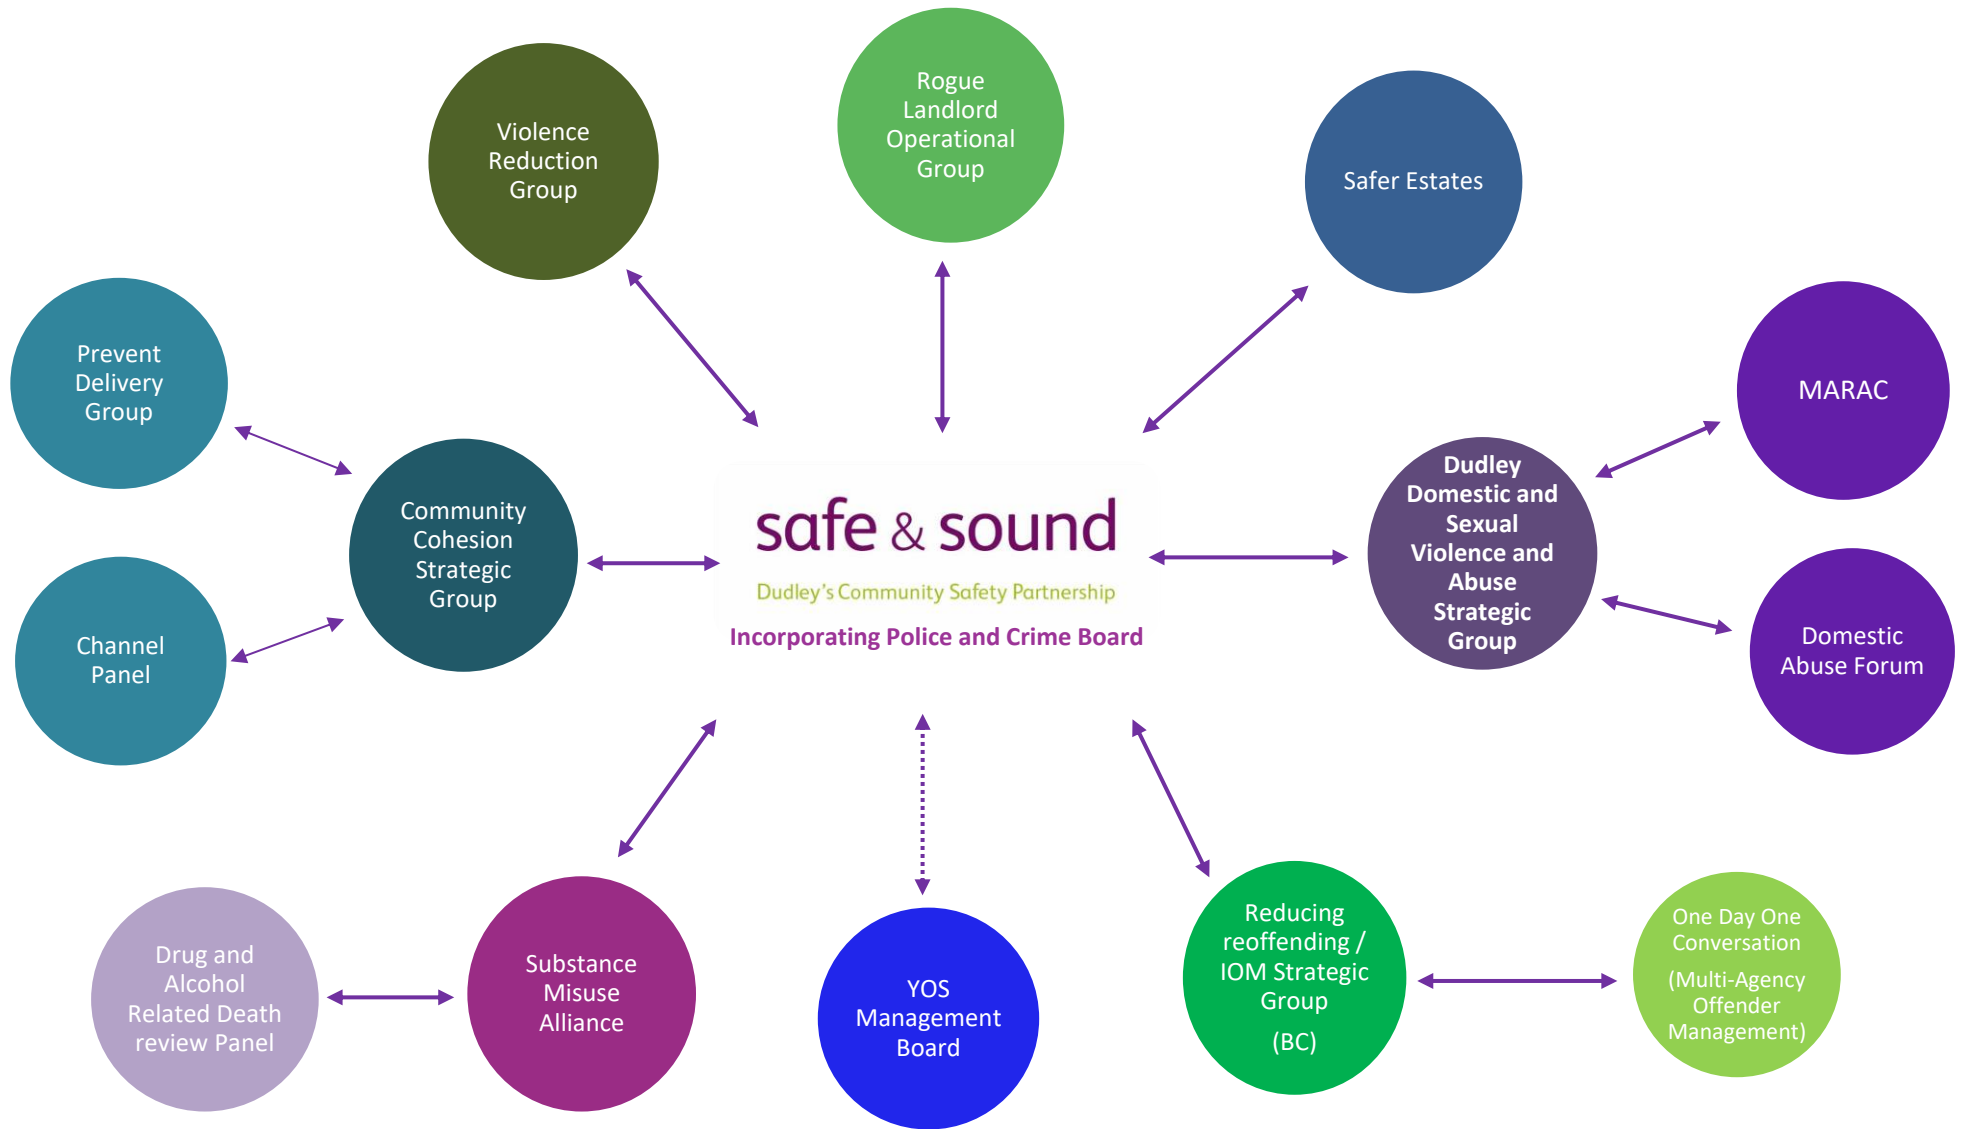 Rogue
Landlord
Operational
Group
Violence
Reduction
Group
Safer Estates
Prevent
Delivery
Group
MARAC
Community
Cohesion
Strategic
Group
safe & sound
Dudley's Community Safety Partnership
Incorporating Police and Crime Board
Dudley
Domestic and
Sexual
Violence and
Abuse
Strategic
Group
Channel
Panel
Domestic
Abuse Forum
Drug and
Alcohol
Related Death
review Panel
Substance
Misuse
Alliance
YOS
Management
Board
Reducing
reoffending /
IOM Strategic
Group
(BC)
One Day One
Conversation
(Multi-Agency
Offender
Management)